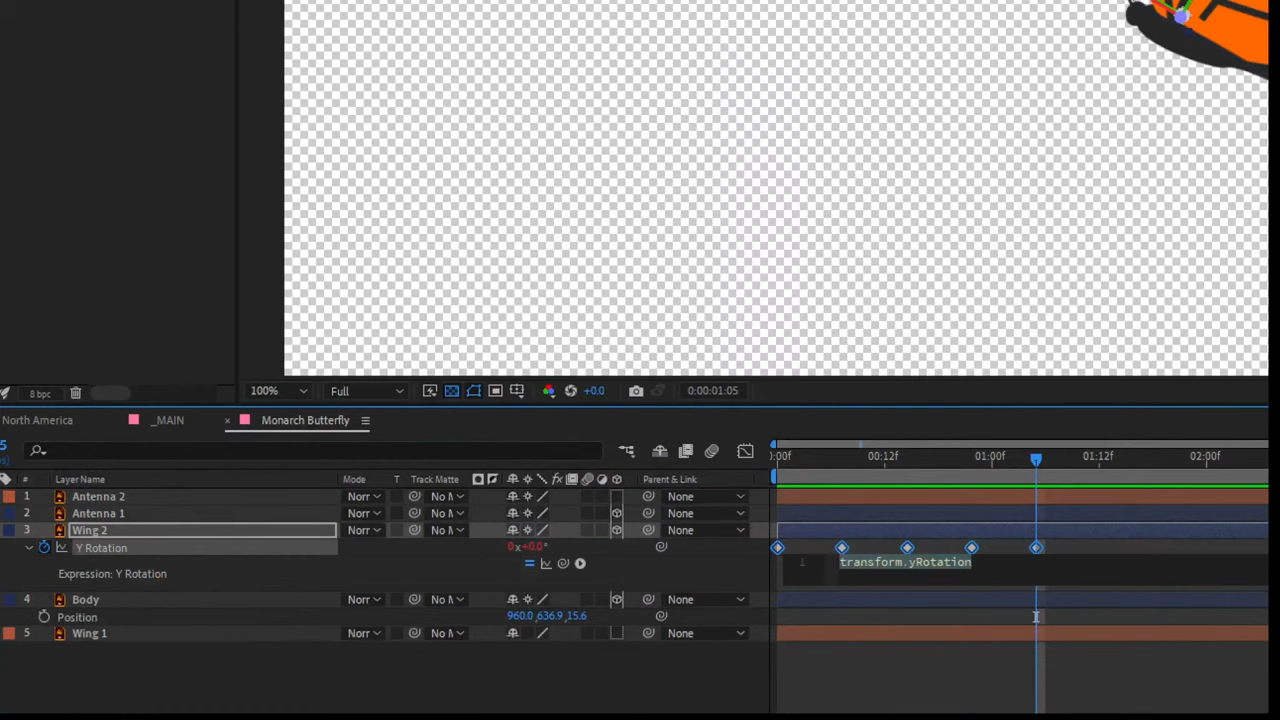 8 bpc
100%
Full
+0.0
0:00:01:05
North America
_MAIN
× Monarch Butterfly
5
:00f 00:12f 01:00f 01:12f 02:00f
# Layer Name Mode T Track Matte fx Parent & Link
1 Antenna 2 Norr No M None
2 Antenna 1 Norr No M None
3 Wing 2 Norr No M None
Y Rotation 0x+0.0°
1 transform.yRotation
Expression: Y Rotation
4 Body Norr No M None
Position 960.0,636.9,15.6
5 Wing 1 Norr No M None